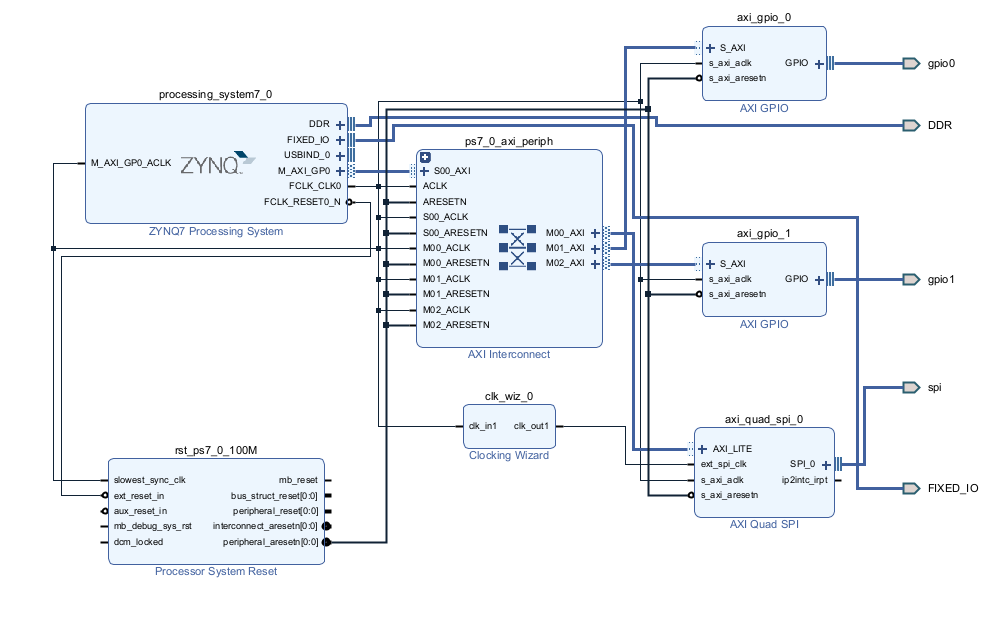 axi_gpio_0
S_AXI
s_axi_aclk
s_axi_aresetn
GPIO
AXI GPIO
gpio0
DDR
processing_system7_0
M_AXI_GP0_ACLK
ZYNQ
DDR
FIXED_IO
USBIND_0
M_AXI_GP0
FCLK_CLK0
FCLK_RESET0_N
ZYNQ7 Processing System
ps7_0_axi_periph
S00_AXI
ACLK
ARESETN
S00_ACLK
S00_ARESETN
M00_ACLK
M00_ARESETN
M01_ACLK
M01_ARESETN
M02_ACLK
M02_ARESETN
M00_AXI
M01_AXI
M02_AXI
AXI Interconnect
axi_gpio_1
S_AXI
s_axi_aclk
s_axi_aresetn
GPIO
AXI GPIO
gpio1
clk_wiz_0
clk_in1
clk_out1
Clocking Wizard
spi
axi_quad_spi_0
AXI_LITE
ext_spi_clk
s_axi_aclk
s_axi_aresetn
SPI_0
ip2intc_irpt
AXI Quad SPI
FIXED_IO
rst_ps7_0_100M
slowest_sync_clk
ext_reset_in
aux_reset_in
mb_debug_sys_rst
dcm_locked
mb_reset
bus_struct_reset[0:0]
peripheral_reset[0:0]
interconnect_aresetn[0:0]
peripheral_aresetn[0:0]
Processor System Reset